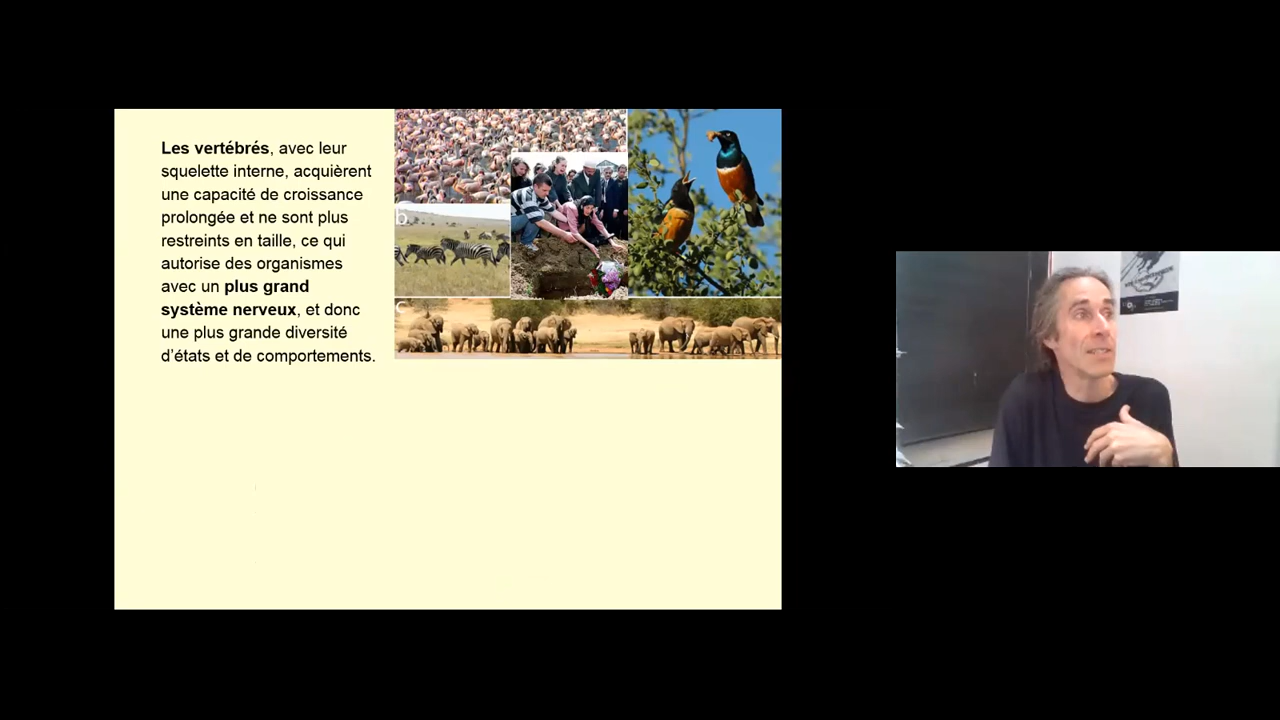 Les vertébrés, avec leur
squelette interne, acquièrent
une capacité de croissance
prolongée et ne sont plus
restreints en taille, ce qui
autorise des organismes
avec un plus grand
système nerveux, et donc
une plus grande diversité
d'états et de comportements.
b
c